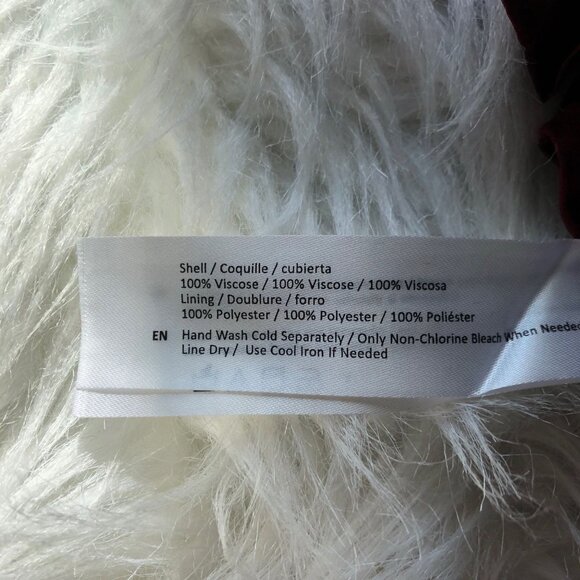 Shell / Coquille / cubierta
100% Viscose / 100% Viscose / 100% Viscosa
Lining / Doublure / forro
100% Polyester / 100% Polyester / 100% Poliéster
EN Hand Wash Cold Separately / Only Non-Chlorine Bleach When Needed
Line Dry / Use Cool Iron If Needed